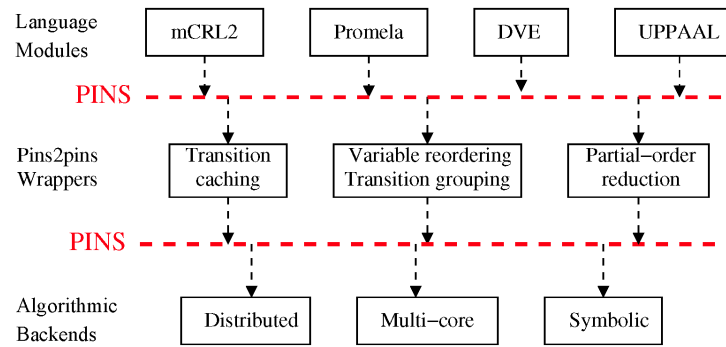 Language
Modules
mCRL2
Promela
DVE
UPPAAL
PINS
Pins2pins
Wrappers
Transition
caching
Variable reordering
Transition grouping
Partial-order
reduction
PINS
Algorithmic
Backends
Distributed
Multi-core
Symbolic